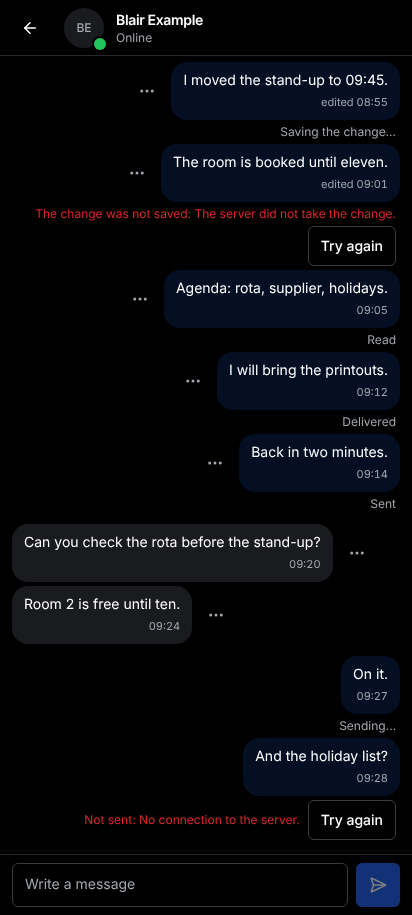 BE
Blair Example
Online
I moved the stand-up to 09:45.
edited 08:55
Saving the change...
The room is booked until eleven.
edited 09:01
The change was not saved: The server did not take the change.
Try again
Agenda: rota, supplier, holidays.
09:05
Read
I will bring the printouts.
09:12
Delivered
Back in two minutes.
09:14
Sent
Can you check the rota before the stand-up?
09:20
Room 2 is free until ten.
09:24
On it.
09:27
Sending...
And the holiday list?
09:28
Not sent: No connection to the server.
Try again
Write a message